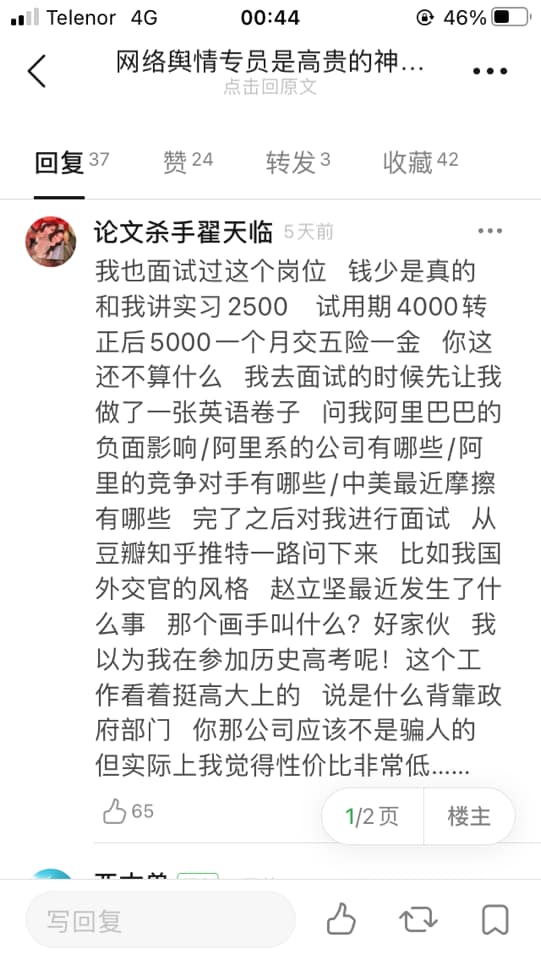 Telenor 4G 00:44 46%
网络舆情专员是高贵的神…
点击回原文
回复 37 赞 24 转发 3 收藏 42
论文杀手翟天临 5天前
我也面试过这个岗位 钱少是真的
和我讲实习2500 试用期4000转
正后5000一个月交五险一金 你这
还不算什么 我去面试的时候先让我
做了一张英语卷子 问我阿里巴巴的
负面影响/阿里系的公司有哪些/阿
里的竞争对手有哪些/中美最近摩擦
有哪些 完了之后对我进行面试 从
豆瓣知乎推特一路问下来 比如我国
外交官的风格 赵立坚最近发生了什
么事 那个画手叫什么？好家伙 我
以为我在参加历史高考呢！这个工
作看着挺高大上的 说是什么背靠政
府部门 你那公司应该不是骗人的
但实际上我觉得性价比非常低……
65
1/2页 楼主
写回复